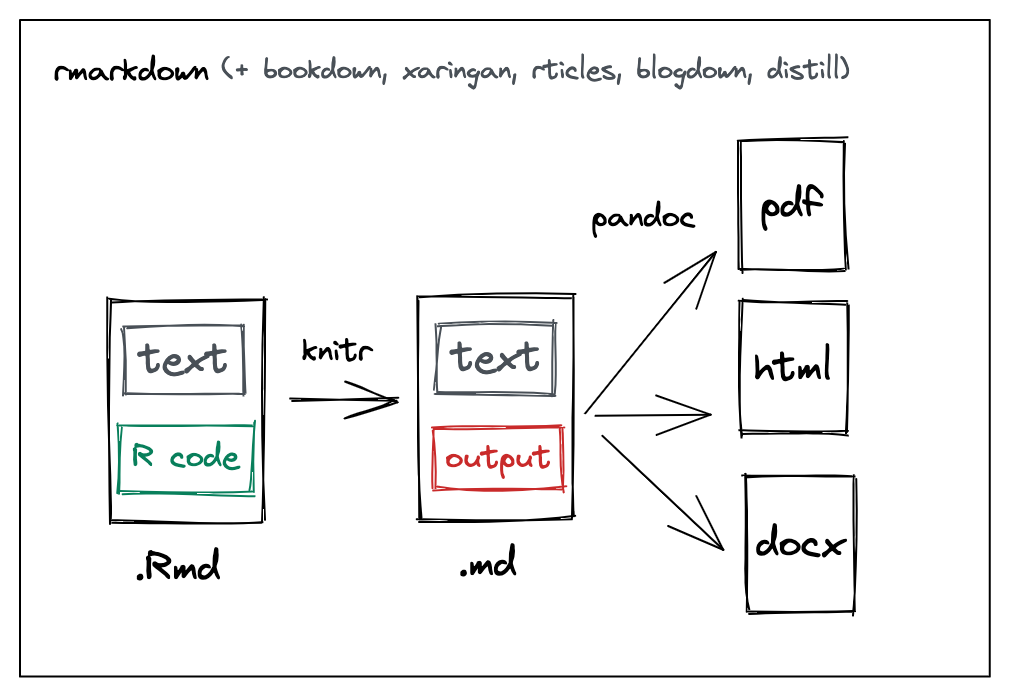 rmarkdown (+ bookdown, xaringan, rticles, blogdown, distill)
text
R code
.Rmd
knitr
text
output
.md
pandoc
pdf
html
docx